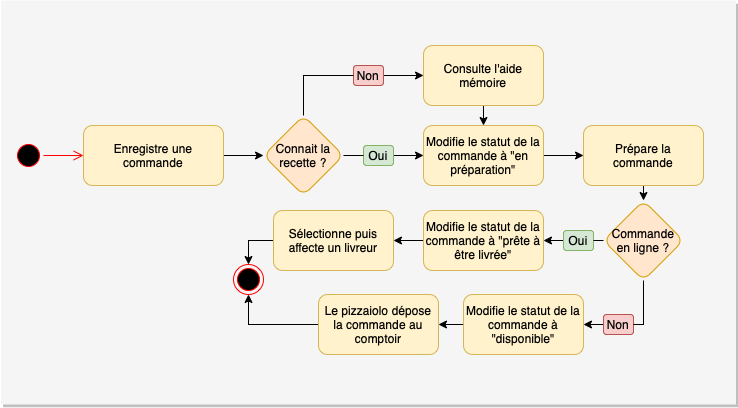 Non
Consulte l'aide
mémoire
Enregistre une
commande
Connait la
recette ?
Oui
Modifie le statut de la
commande à "en
préparation"
Prépare la
commande
Commande
en ligne ?
Oui
Modifie le statut de la
commande à "prête à
être livrée"
Sélectionne puis
affecte un livreur
Non
Modifie le statut de la
commande à
"disponible"
Le pizzaiolo dépose
la commande au
comptoir